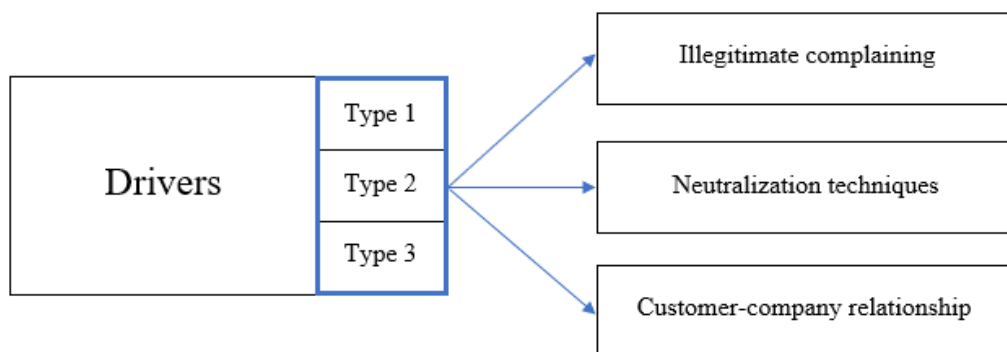 Drivers
Type 1
Type 2
Type 3
Illegitimate complaining
Neutralization techniques
Customer-company relationship